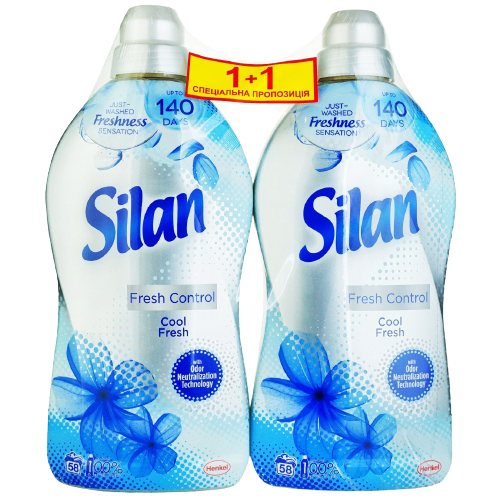 1+1
СПЕЦІАЛЬНА ПРОПОЗИЦІЯ
JUST-
WASHED
Freshness
SENSATION
UP TO
140
DAYS
Silan
Fresh Control
Cool
Fresh
with
Odor
Neutralization
Technology
58
100%
Henkel
JUST-
WASHED
Freshness
SENSATION
UP TO
140
DAYS
Silan
Fresh Control
Cool
Fresh
with
Odor
Neutralization
Technology
58
100%
Henkel